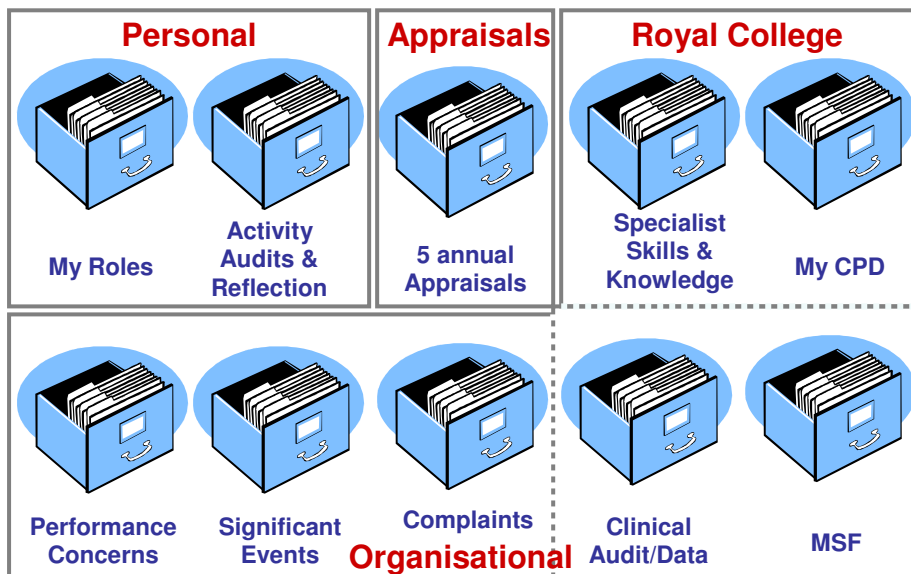 Personal
Appraisals
Royal College
My Roles
Activity
Audits &
Reflection
5 annual
Appraisals
Specialist
Skills &
Knowledge
My CPD
Performance
Concerns
Significant
Events
Complaints
Clinical
Audit/Data
MSF
Organisational